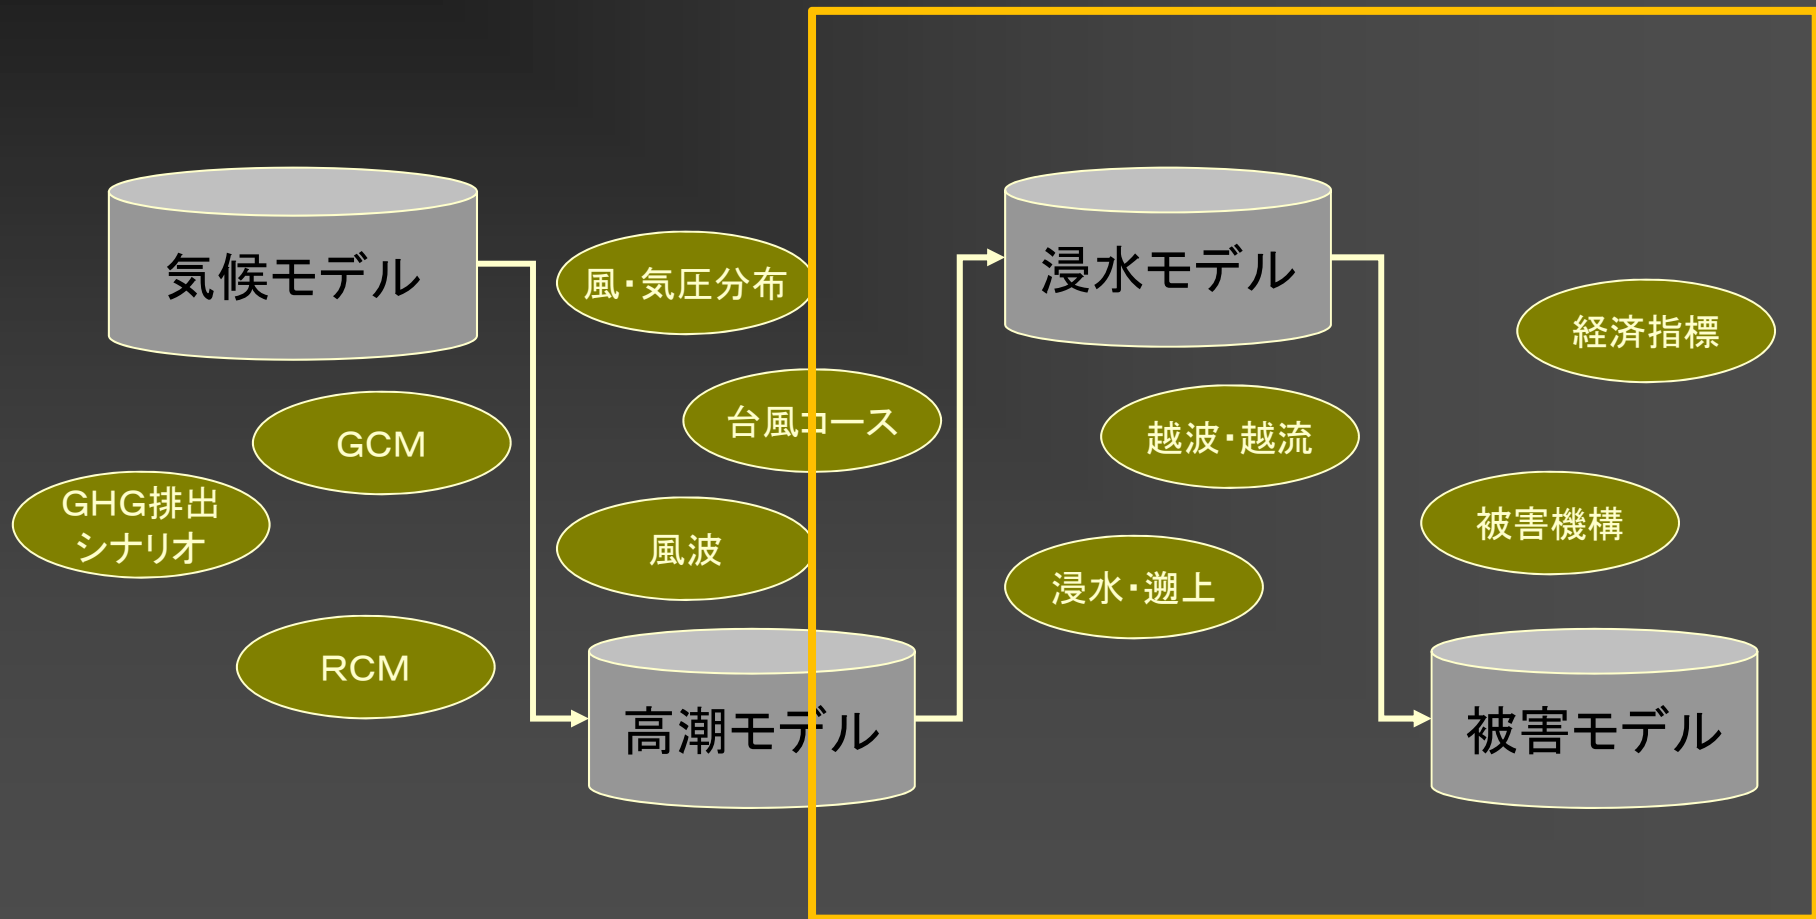 気候モデル
風・気圧分布
浸水モデル
経済指標
台風コース
GCM
越波・越流
GHG排出
シナリオ
風波
被害機構
浸水・遡上
RCM
高潮モデル
被害モデル